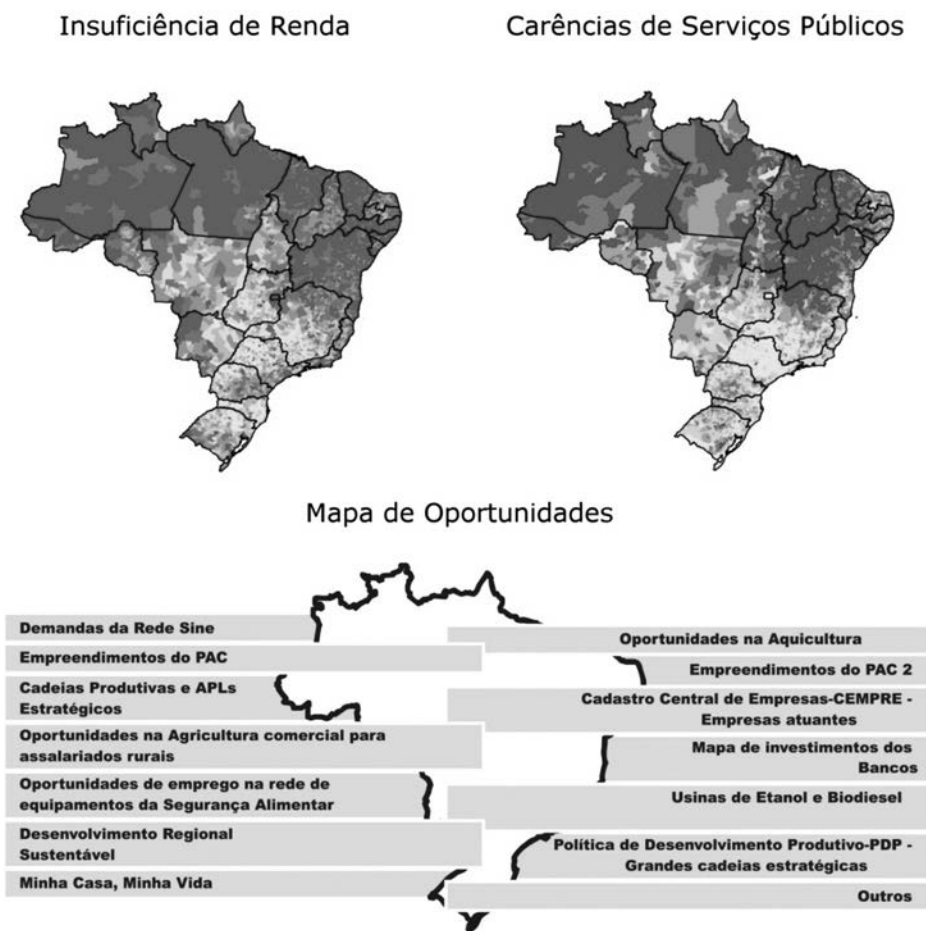 Insuficiência de Renda
Carências de Serviços Públicos
Mapa de Oportunidades
Demandas da Rede Sine
Empreendimentos do PAC
Cadeias Produtivas e APLs
Estratégicos
Oportunidades na Agricultura comercial para
assalariados rurais
Oportunidades de emprego na rede de
equipamentos da Segurança Alimentar
Desenvolvimento Regional
Sustentável
Minha Casa, Minha Vida
Oportunidades na Aquicultura
Empreendimentos do PAC 2
Cadastro Central de Empresas-CEMPRE -
Empresas atuantes
Mapa de investimentos dos
Bancos
Usinas de Etanol e Biodiesel
Política de Desenvolvimento Produtivo-PDP -
Grandes cadeias estratégicas
Outros